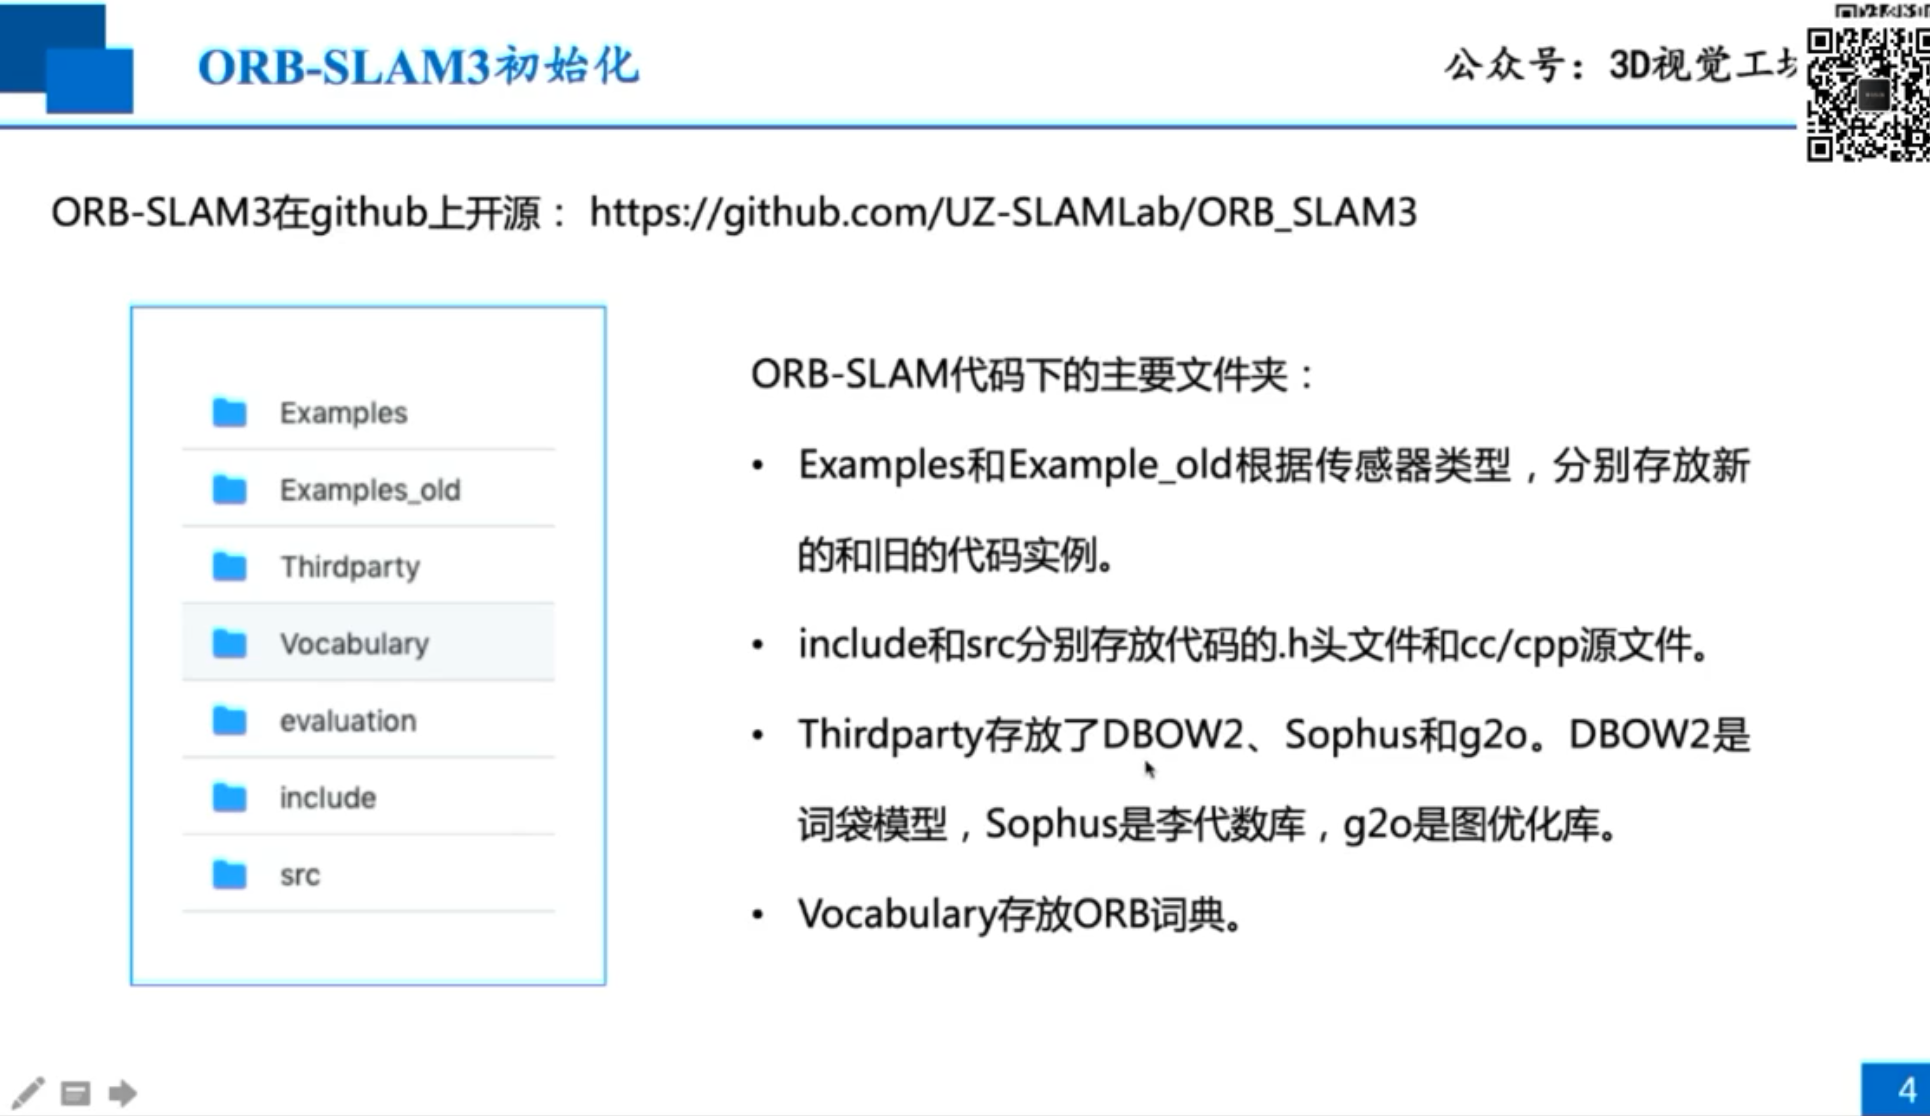 ORB-SLAM3初始化
公众号：3D视觉工坊
ORB-SLAM3在github上开源： https://github.com/UZ-SLAMLab/ORB_SLAM3
Examples
Examples_old
Thirdparty
Vocabulary
evaluation
include
src
ORB-SLAM代码下的主要文件夹：
• Examples和Example_old根据传感器类型，分别存放新
的和旧的代码实例。
• include和src分别存放代码的.h头文件和cc/cpp源文件。
• Thirdparty存放了DBOW2、Sophus和g2o。DBOW2是
词袋模型，Sophus是李代数库，g2o是图优化库。
• Vocabulary存放ORB词典。
4